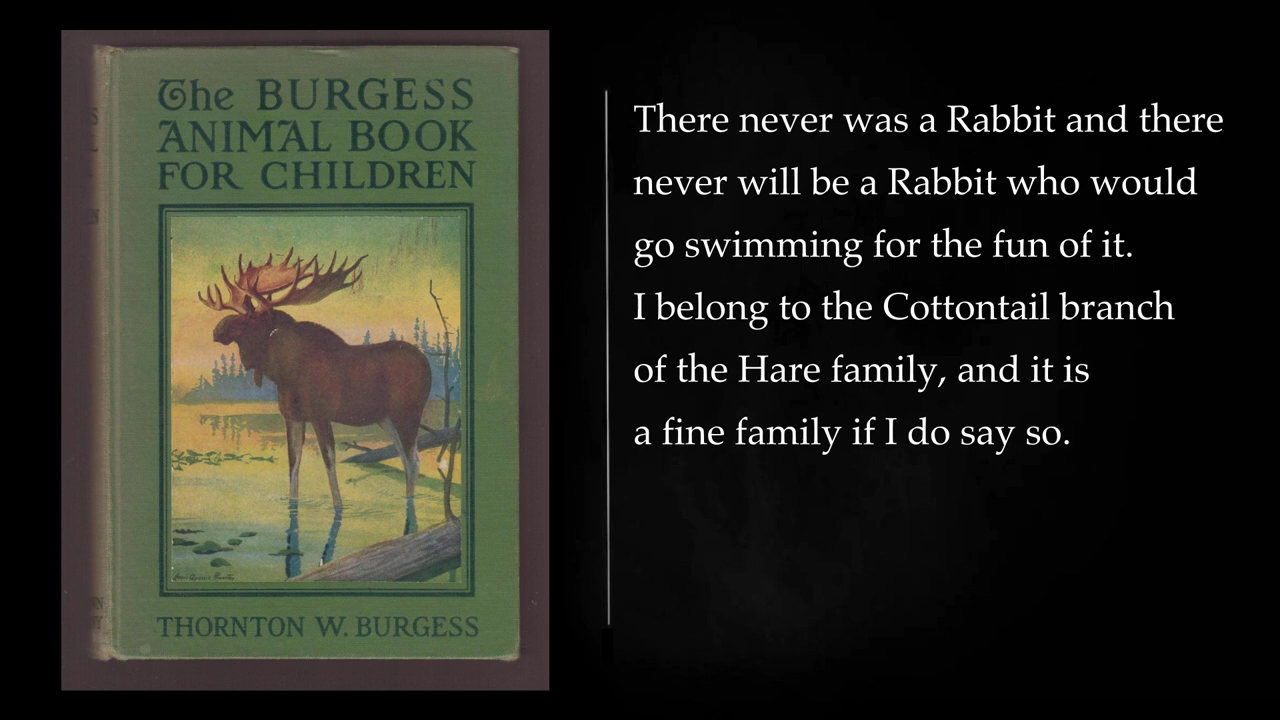 The BURGESS
ANIMAL BOOK
FOR CHILDREN
THORNTON W. BURGESS
There never was a Rabbit and there
never will be a Rabbit who would
go swimming for the fun of it.
I belong to the Cottontail branch
of the Hare family, and it is
a fine family if I do say so.